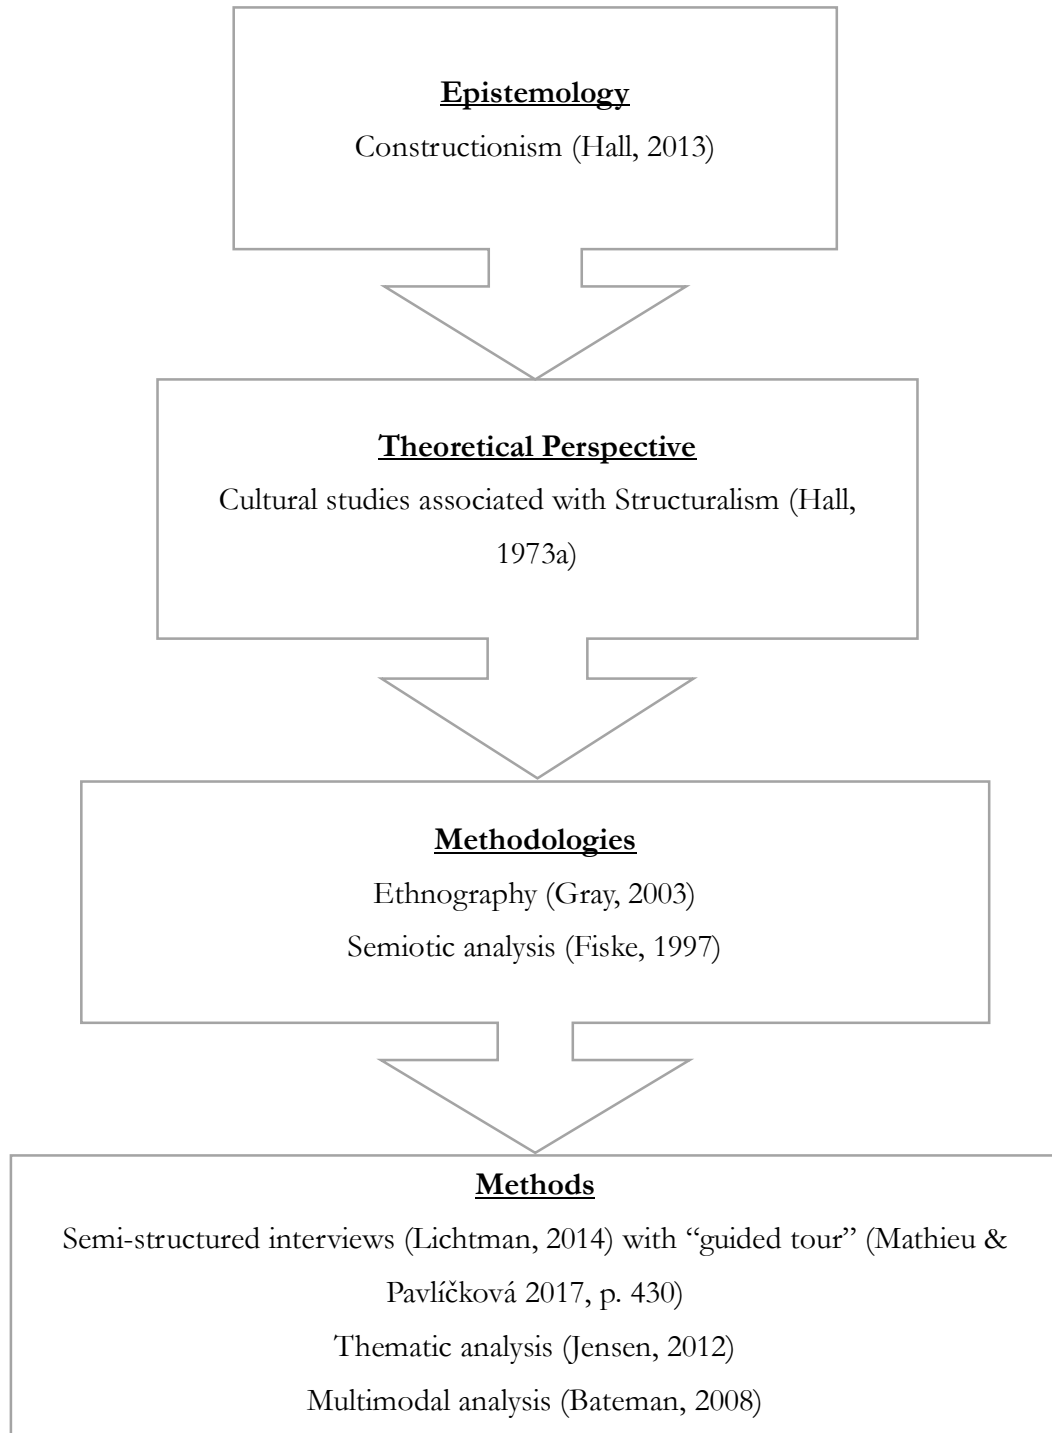 Epistemology
Constructionism (Hall, 2013)
Theoretical Perspective
Cultural studies associated with Structuralism (Hall,
1973a)
Methodologies
Ethnography (Gray, 2003)
Semiotic analysis (Fiske, 1997)
Methods
Semi-structured interviews (Lichtman, 2014) with “guided tour” (Mathieu &
Pavlíčková 2017, p. 430)
Thematic analysis (Jensen, 2012)
Multimodal analysis (Bateman, 2008)